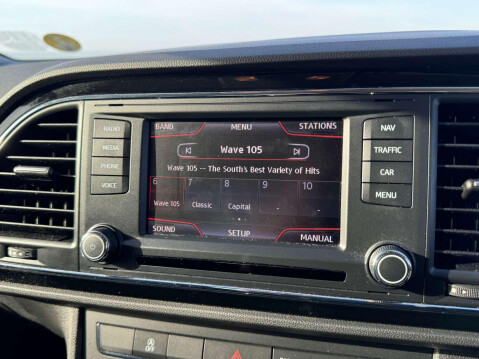 BAND MENU STATIONS
RADIO
MEDIA
PHONE
VOICE
Wave 105
Wave 105 -- The South's Best Variety of Hits
6 7 8 9 10
Wave 105 Classic Capital - -
SOUND SETUP MANUAL
NAV
TRAFFIC
CAR
MENU
A
OFF